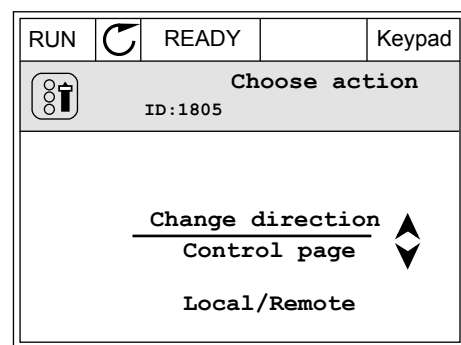 RUN READY Keypad
Choose action
ID:1805
Change direction
Control page
Local/Remote